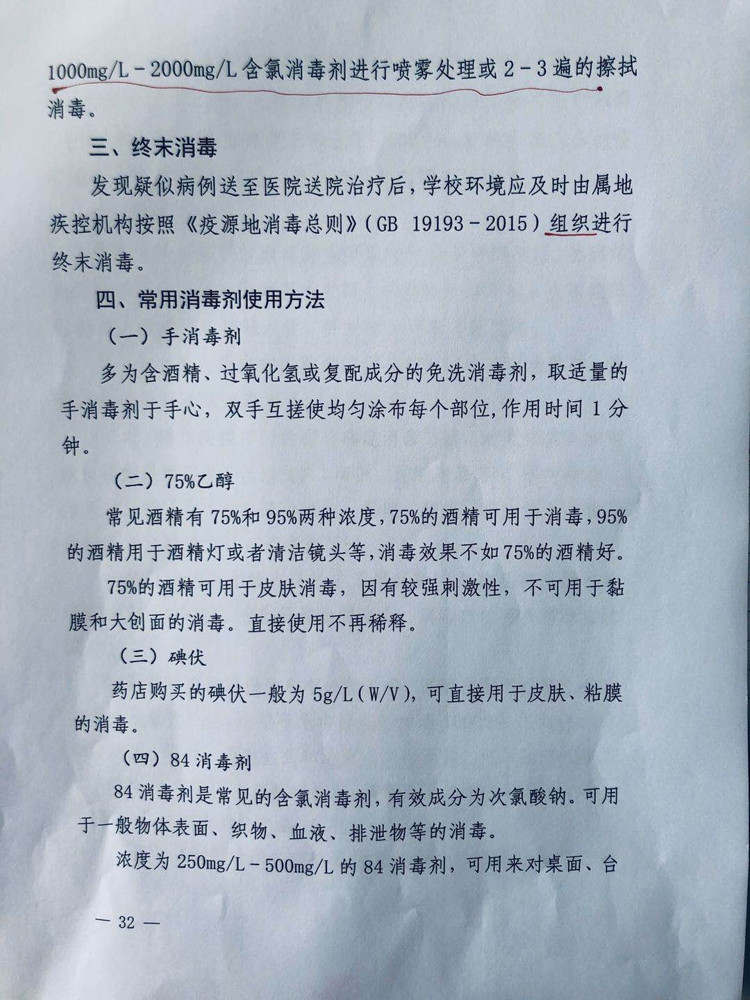 1000mg/L－2000mg/L含氯消毒剂进行喷雾处理或2－3遍的擦拭
消毒。
三、终末消毒
发现疑似病例送至医院送院治疗后，学校环境应及时由属地
疾控机构按照《疫源地消毒总则》（GB 19193－2015）组织进行
终末消毒。
四、常用消毒剂使用方法
（一）手消毒剂
多为含酒精、过氧化氢或复配成分的免洗消毒剂，取适量的
手消毒剂于手心，双手互搓使均匀涂布每个部位，作用时间1分
钟。
（二）75%乙醇
常见酒精有75%和95%两种浓度，75%的酒精可用于消毒，95%
的酒精用于酒精灯或者清洁镜头等，消毒效果不如75%的酒精好。
75%的酒精可用于皮肤消毒，因有较强刺激性，不可用于黏
膜和大创面的消毒。直接使用不再稀释。
（三）碘伏
药店购买的碘伏一般为5g/L（W/V），可直接用于皮肤、粘膜
的消毒。
（四）84消毒剂
84消毒剂是常见的含氯消毒剂，有效成分为次氯酸钠。可用
于一般物体表面、织物、血液、排泄物等的消毒。
浓度为250mg/L－500mg/L的84消毒剂，可用来对桌面、台
— 32 —